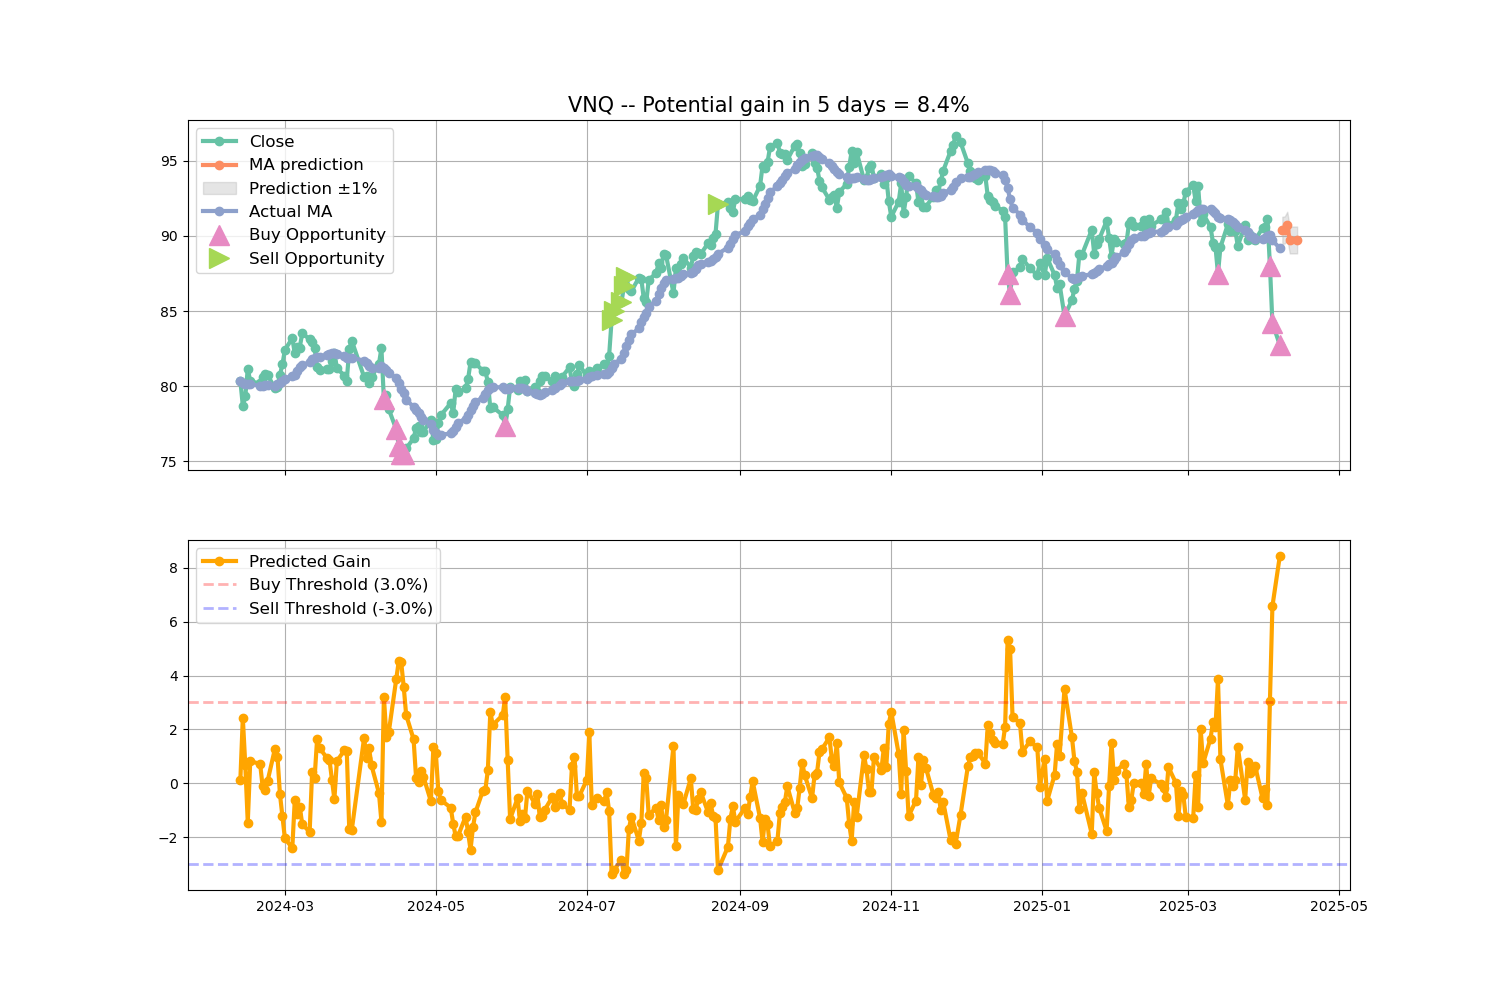 VNQ -- Potential gain in 5 days = 8.4%
Close
MA prediction
Prediction ±1%
Actual MA
Buy Opportunity
Sell Opportunity
95
90
85
80
75
Predicted Gain
Buy Threshold (3.0%)
Sell Threshold (-3.0%)
8
6
4
2
0
−2
2024-03 2024-05 2024-07 2024-09 2024-11 2025-01 2025-03 2025-05